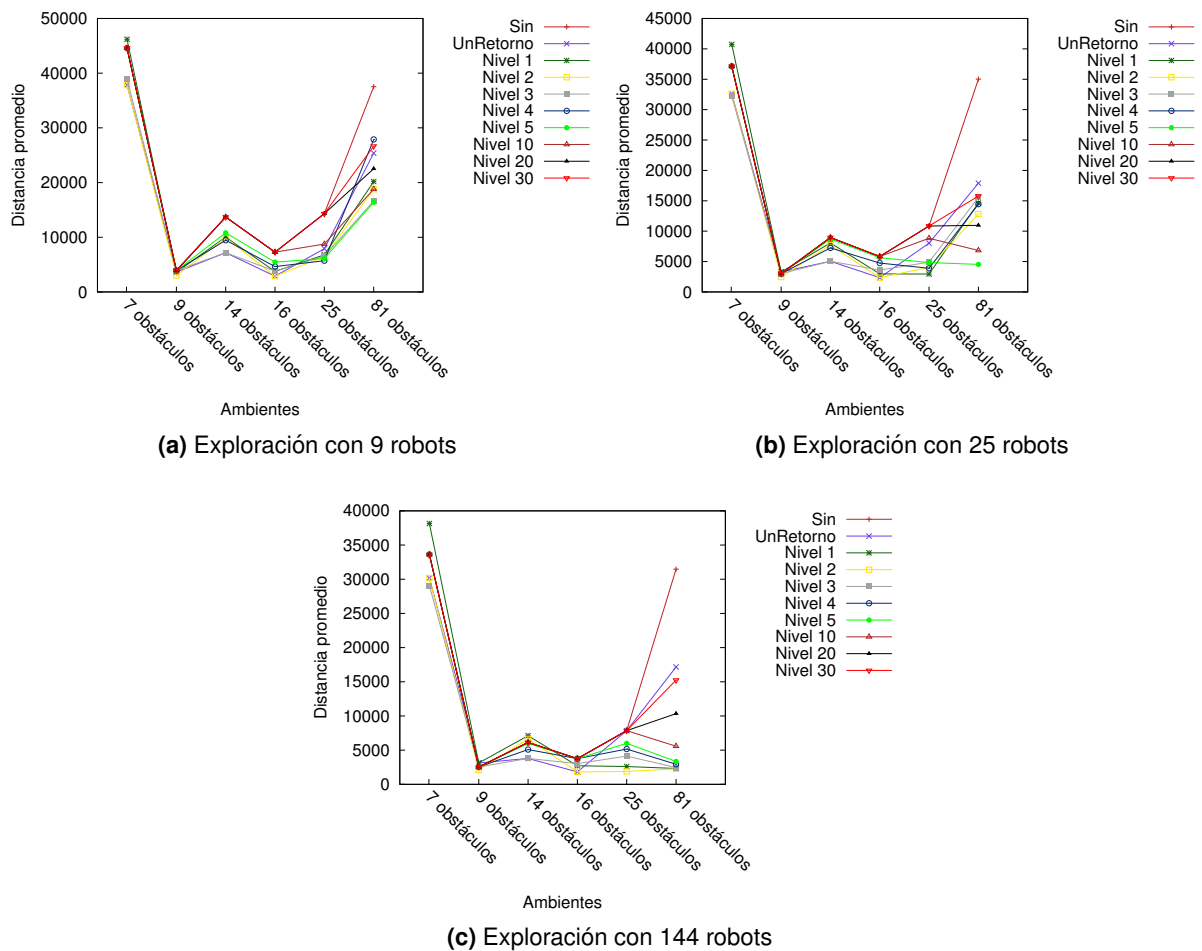 50000
40000
30000
20000
10000
0
Distancia promedio
7 obstáculos
9 obstáculos
14 obstáculos
16 obstáculos
25 obstáculos
81 obstáculos
Ambientes
Sin
UnRetorno
Nivel 1
Nivel 2
Nivel 3
Nivel 4
Nivel 5
Nivel 10
Nivel 20
Nivel 30
(a) Exploración con 9 robots
45000
40000
35000
30000
25000
20000
15000
10000
5000
0
Distancia promedio
7 obstáculos
9 obstáculos
14 obstáculos
16 obstáculos
25 obstáculos
81 obstáculos
Ambientes
Sin
UnRetorno
Nivel 1
Nivel 2
Nivel 3
Nivel 4
Nivel 5
Nivel 10
Nivel 20
Nivel 30
(b) Exploración con 25 robots
40000
35000
30000
25000
20000
15000
10000
5000
0
Distancia promedio
7 obstáculos
9 obstáculos
14 obstáculos
16 obstáculos
25 obstáculos
81 obstáculos
Ambientes
Sin
UnRetorno
Nivel 1
Nivel 2
Nivel 3
Nivel 4
Nivel 5
Nivel 10
Nivel 20
Nivel 30
(c) Exploración con 144 robots